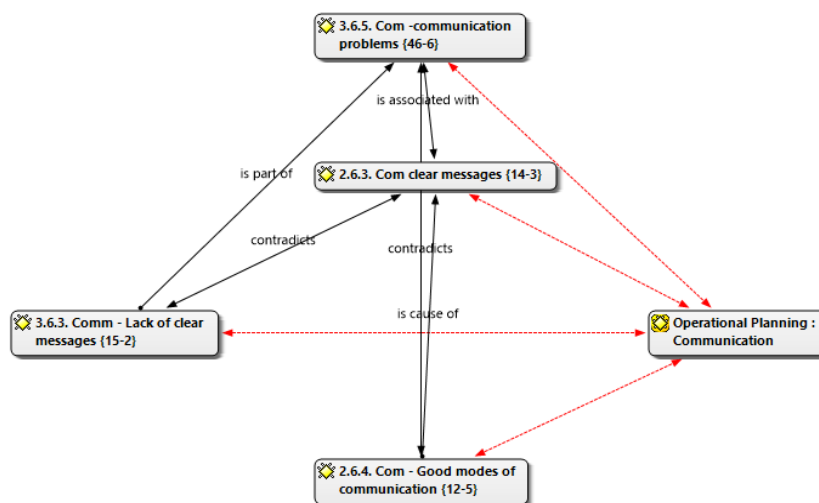 3.6.5. Com -communication
problems {46-6}
is associated with
is part of
2.6.3. Com clear messages {14-3}
contradicts
contradicts
3.6.3. Comm - Lack of clear
messages {15-2}
is cause of
Operational Planning :
Communication
2.6.4. Com - Good modes of
communication {12-5}